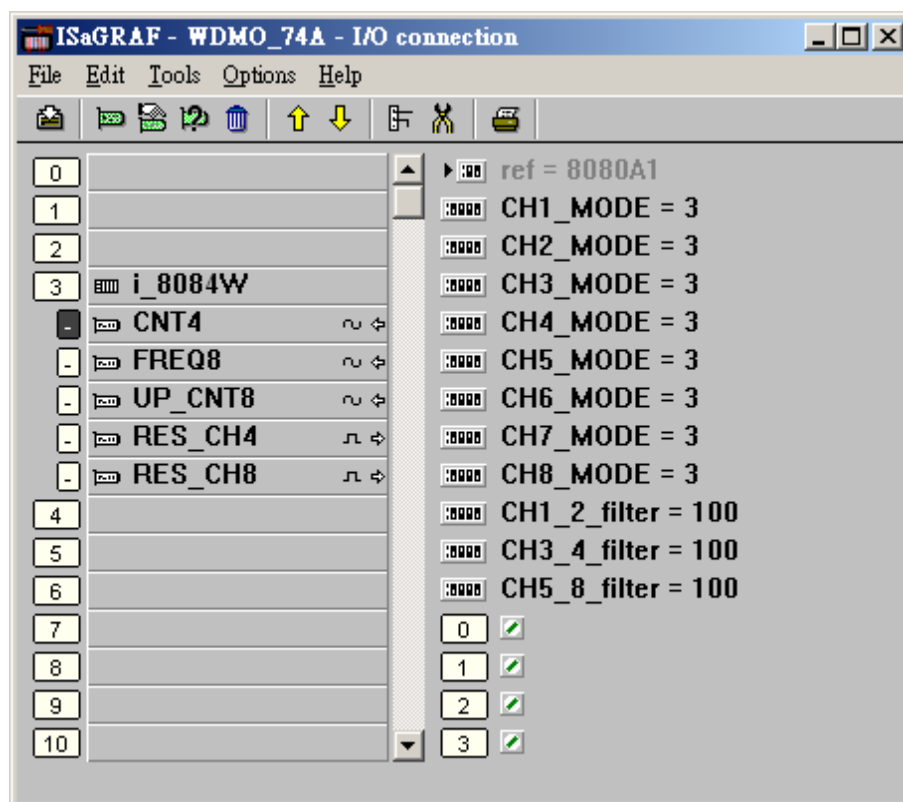 ISaGRAF - WDMO_74A - I/O connection
File Edit Tools Options Help
0
1
2
3 i_8084W
- CNT4
- FREQ8
- UP_CNT8
- RES_CH4
- RES_CH8
4
5
6
7
8
9
10
ref = 8080A1
CH1_MODE = 3
CH2_MODE = 3
CH3_MODE = 3
CH4_MODE = 3
CH5_MODE = 3
CH6_MODE = 3
CH7_MODE = 3
CH8_MODE = 3
CH1_2_filter = 100
CH3_4_filter = 100
CH5_8_filter = 100
0
1
2
3